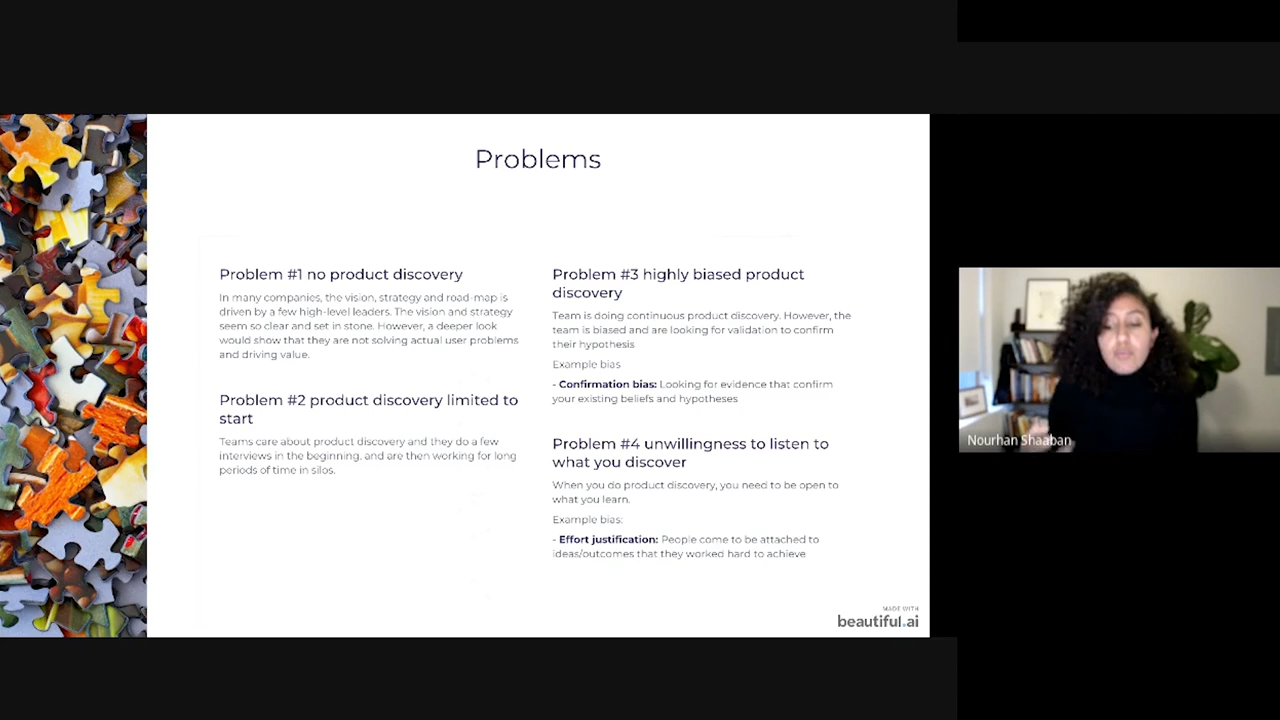 Problems
Problem #1 no product discovery
In many companies, the vision, strategy and road-map is
driven by a few high-level leaders. The vision and strategy
seem so clear and set in stone. However, a deeper look
would show that they are not solving actual user problems
and driving value.
Problem #2 product discovery limited to
start
Teams care about product discovery and they do a few
interviews in the beginning, and are then working for long
periods of time in silos.
Problem #3 highly biased product
discovery
Team is doing continuous product discovery. However, the
team is biased and are looking for validation to confirm
their hypothesis
Example bias
- Confirmation bias: Looking for evidence that confirm
your existing beliefs and hypotheses
Problem #4 unwillingness to listen to
what you discover
When you do product discovery, you need to be open to
what you learn.
Example bias:
- Effort justification: People come to be attached to
ideas/outcomes that they worked hard to achieve
MADE WITH
beautiful.ai
Nourhan Shaaban